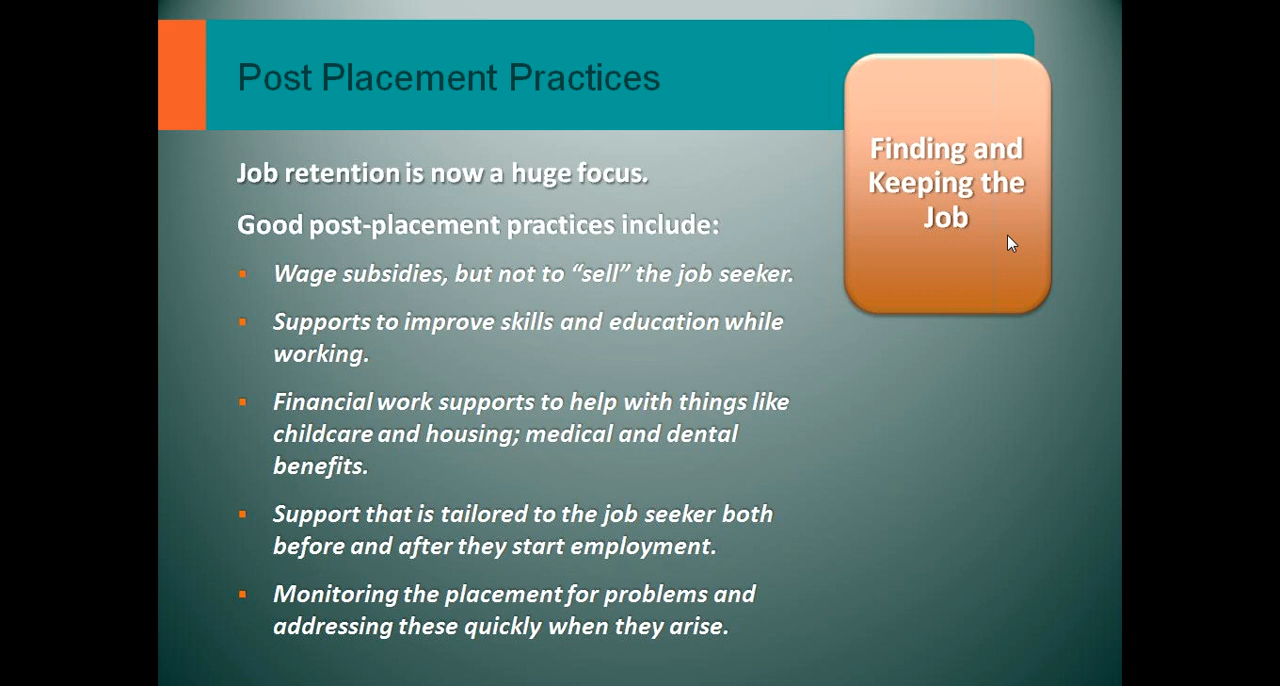 Post Placement Practices
Finding and
Keeping the
Job
Job retention is now a huge focus.
Good post-placement practices include:
Wage subsidies, but not to “sell” the job seeker.
Supports to improve skills and education while
working.
Financial work supports to help with things like
childcare and housing; medical and dental
benefits.
Support that is tailored to the job seeker both
before and after they start employment.
Monitoring the placement for problems and
addressing these quickly when they arise.